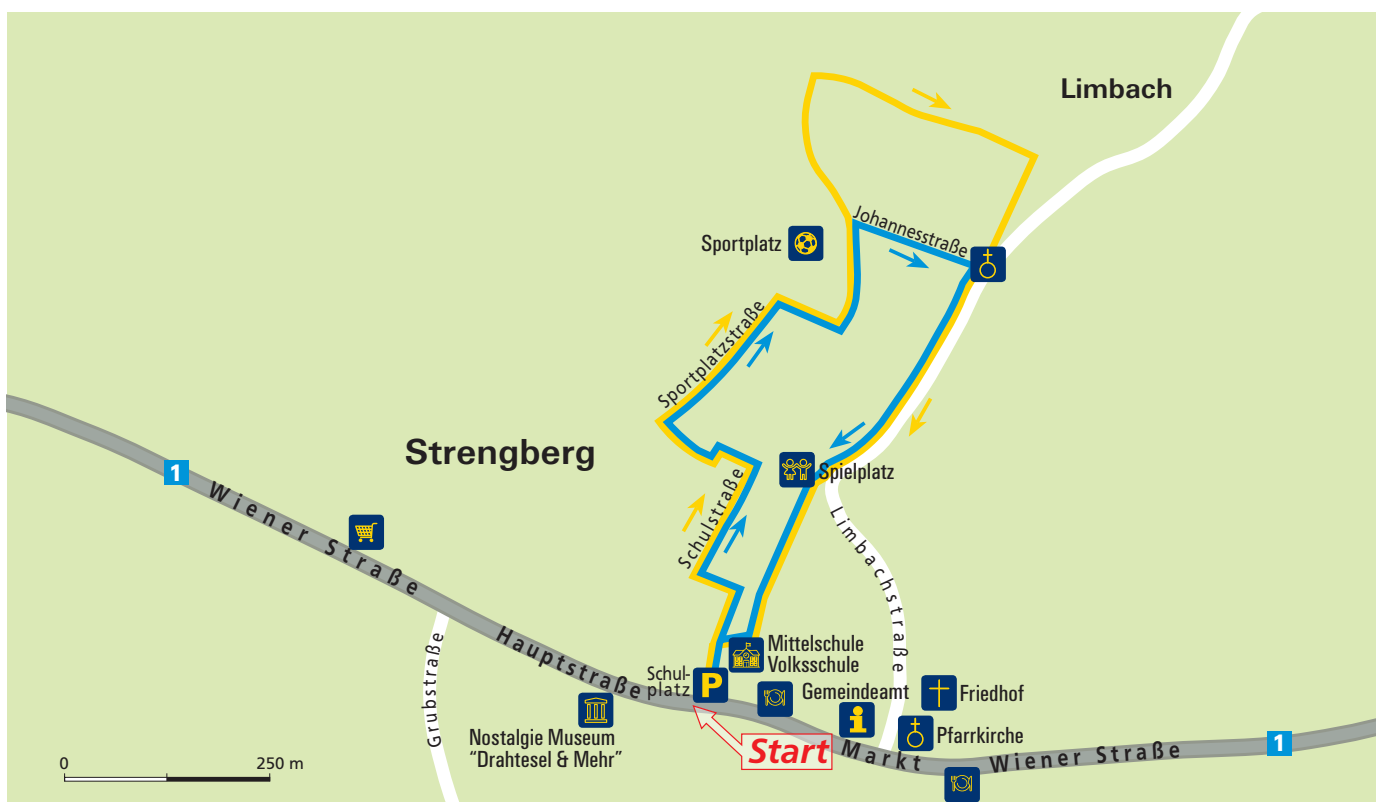 Limbach
Johannesstraße
Sportplatz
Sportplatzstraße
Strengberg
Spielplatz
1
Wiener Straße
Schulstraße
Limbachstraße
Hauptstraße
Grubstraße
Mittelschule
Volksschule
Schul-
platz
P
Gemeindeamt
Friedhof
Nostalgie Museum
“Drahtesel & Mehr”
Pfarrkirche
Start
Markt
Wiener Straße
1
0 250 m